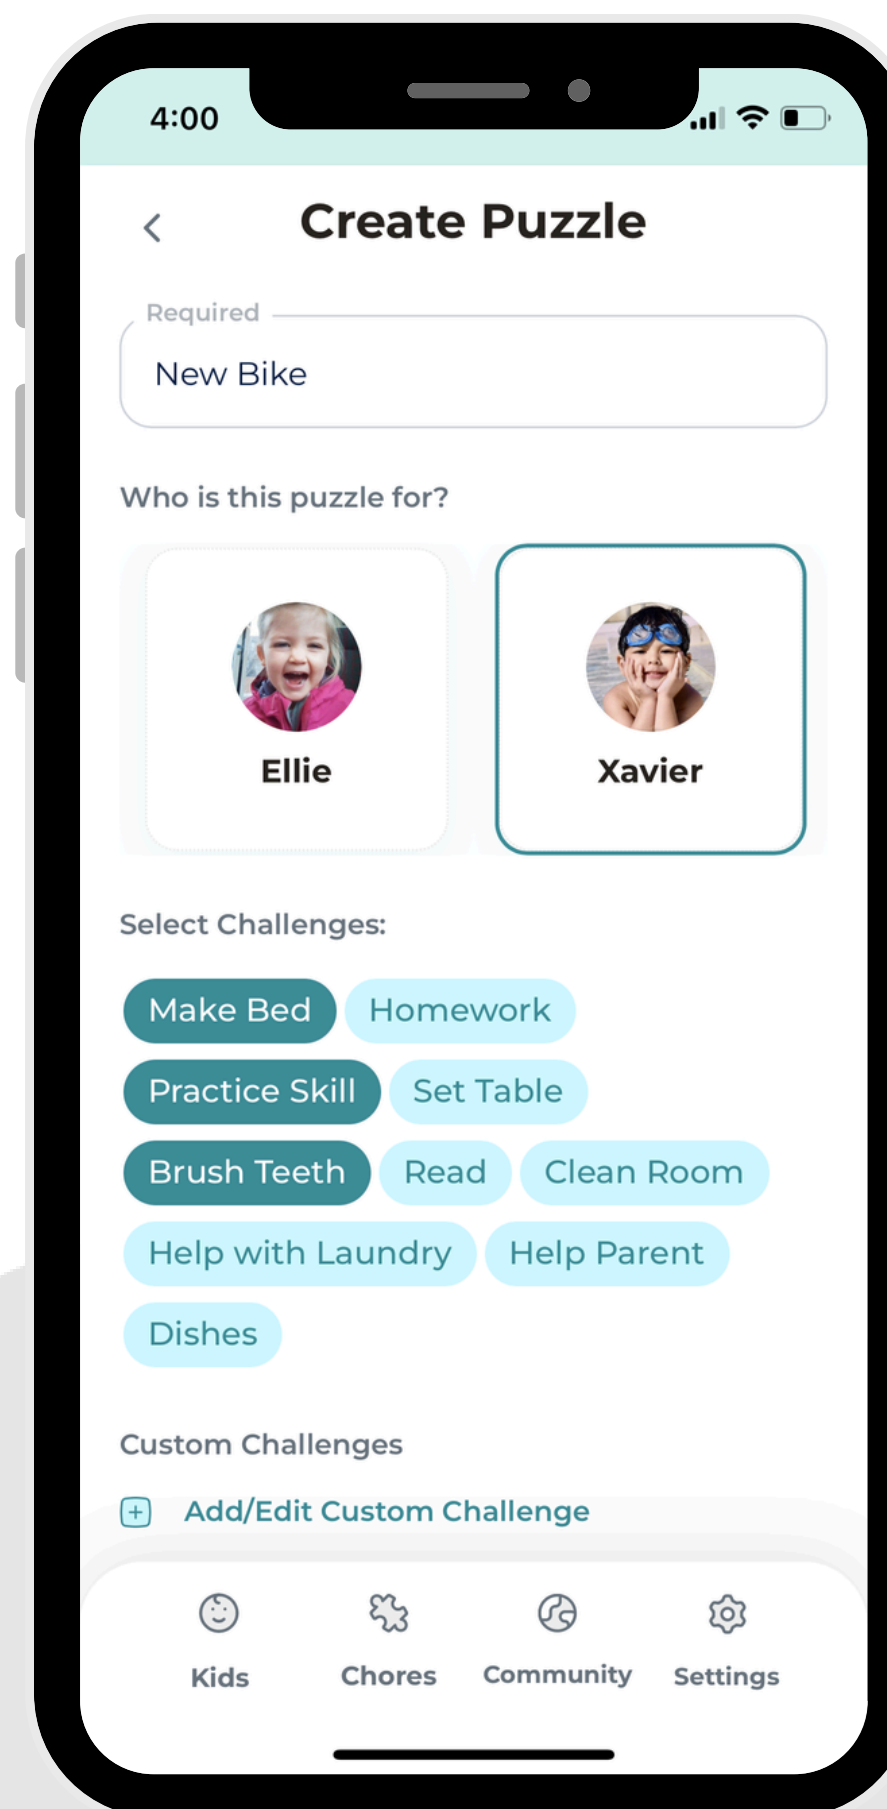 4:00
Create Puzzle
Required
New Bike
Who is this puzzle for?
Ellie Xavier
Select Challenges:
Make Bed Homework
Practice Skill Set Table
Brush Teeth Read Clean Room
Help with Laundry Help Parent
Dishes
Custom Challenges
Add/Edit Custom Challenge
Kids Chores Community Settings